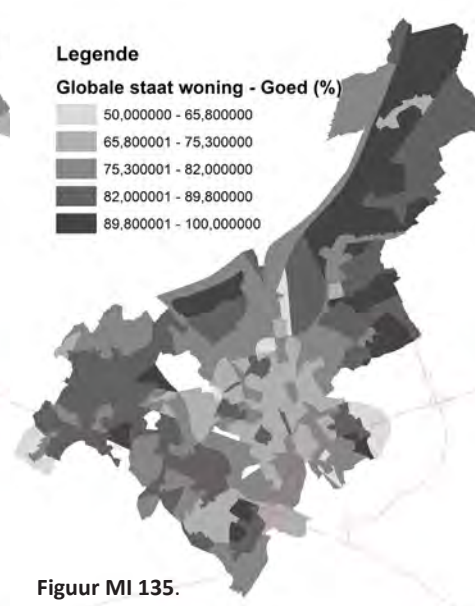 Legende
Globale staat woning - Goed (%)
50,000000 - 65,800000
65,800001 - 75,300000
75,300001 - 82,000000
82,000001 - 89,800000
89,800001 - 100,000000
Figuur MI 135.